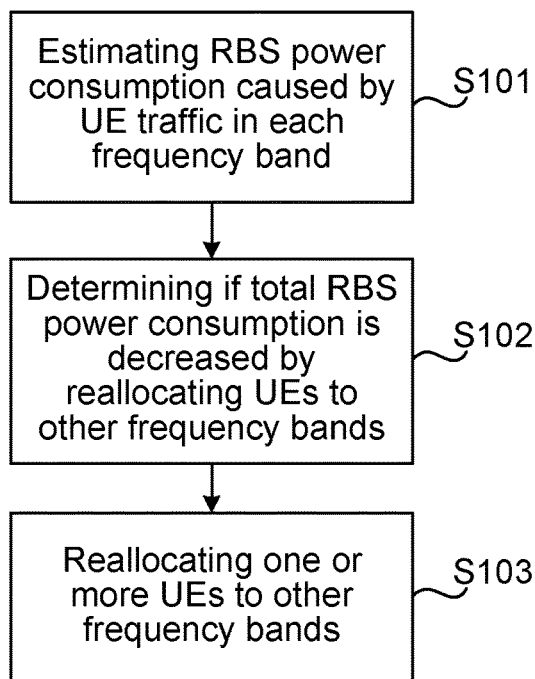 Estimating RBS power
consumption caused by
UE traffic in each
frequency band
S101
Determining if total RBS
power consumption is
decreased by
reallocating UEs to
other frequency bands
S102
Reallocating one or
more UEs to other
frequency bands
S103